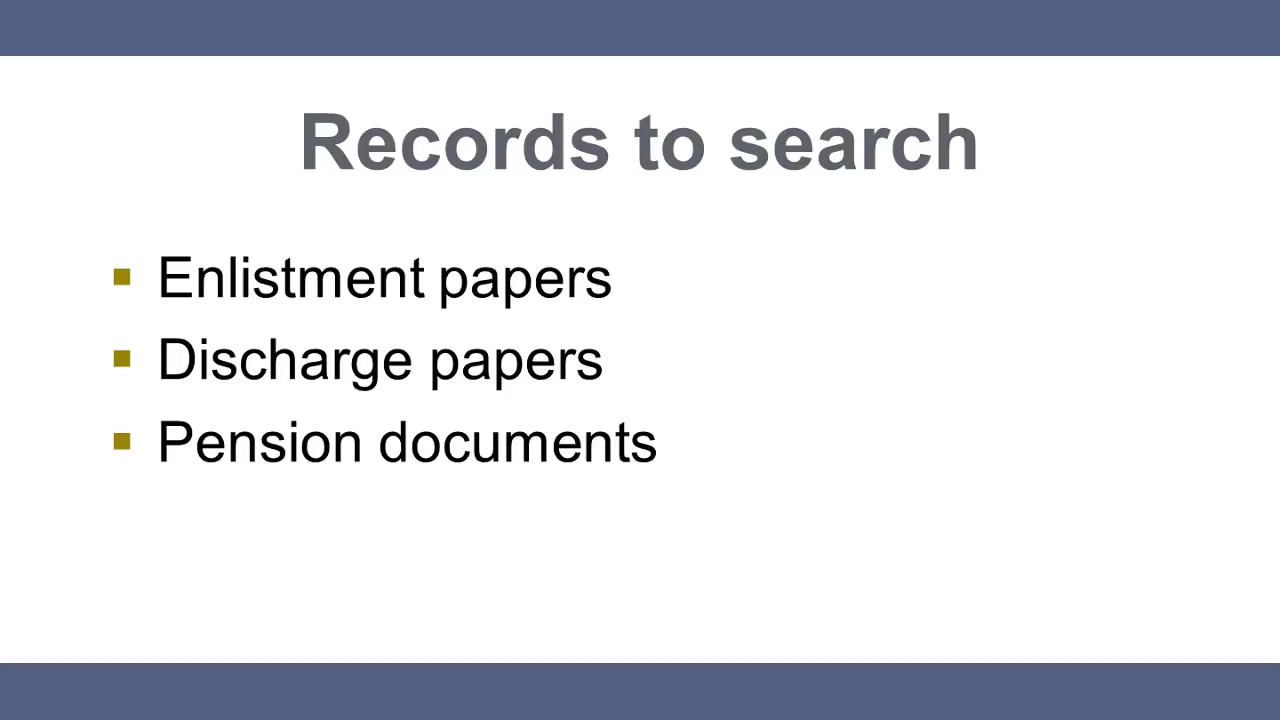 Records to search
Enlistment papers
Discharge papers
Pension documents